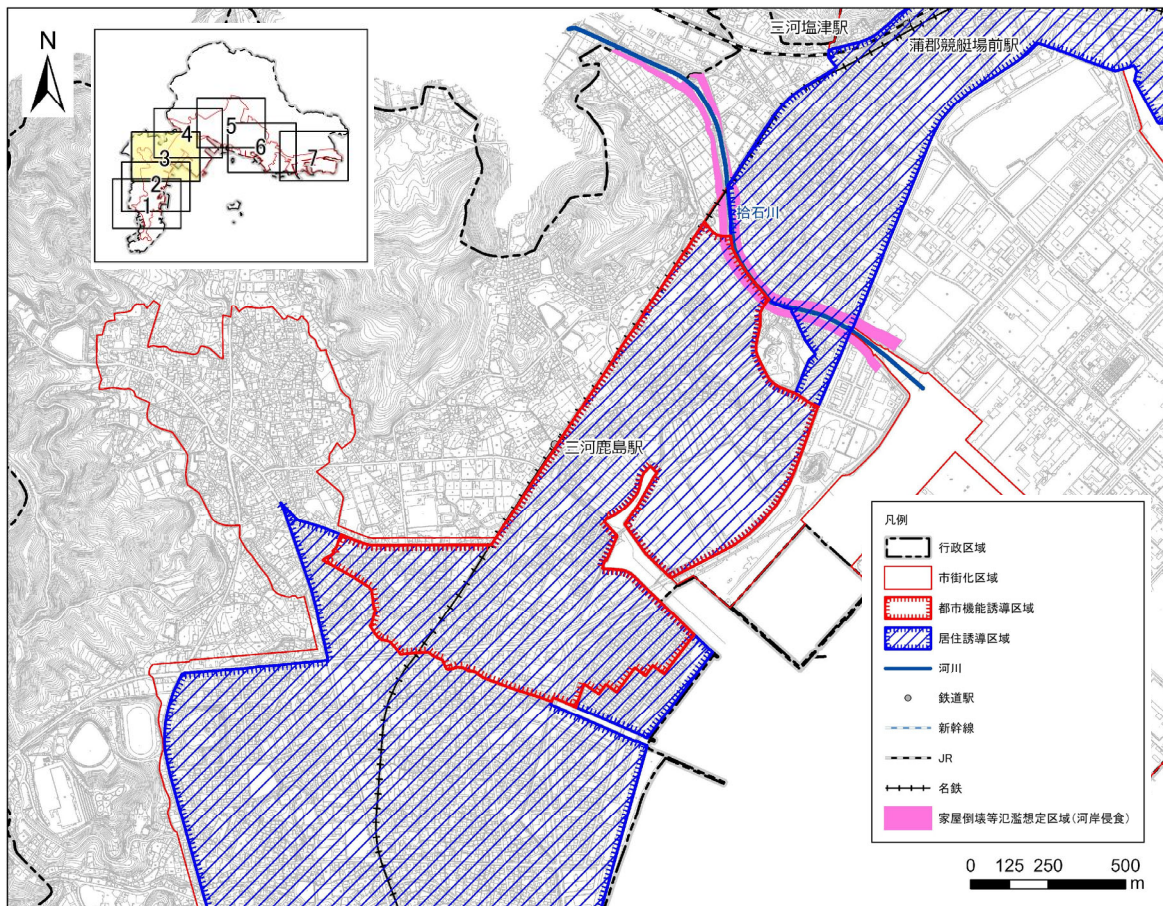 N
4
5
3
6
7
2
1
三河塩津駅
蒲郡競艇場前駅
拾石川
三河鹿島駅
凡例
行政区域
市街化区域
都市機能誘導区域
居住誘導区域
河川
鉄道駅
新幹線
JR
名鉄
家屋倒壊等氾濫想定区域(河岸侵食)
0 125 250 500
m